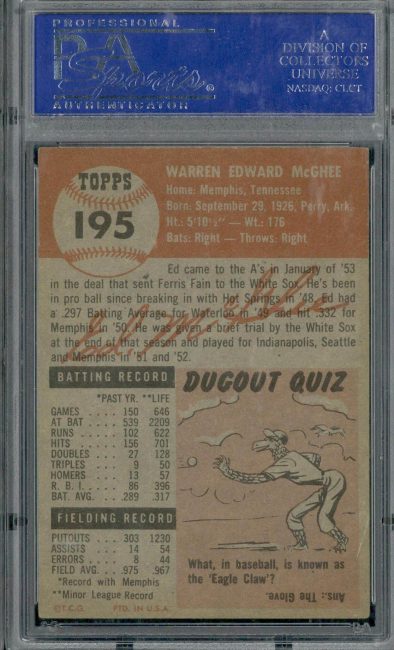 PROFESSIONAL
PSA
Sports
®
AUTHENTICATOR
A
DIVISION OF
COLLECTORS
UNIVERSE
NASDAQ: CLCT
TOPPS
195
WARREN EDWARD McGHEE
Home: Memphis, Tennessee
Born: September 29, 1926, Perry, Ark.
Ht.: 5'10½" — Wt.: 176
Bats: Right — Throws: Right
Ed came to the A's in January of '53
in the deal that sent Ferris Fain to the White Sox. He's
been in pro ball since breaking in with Hot Springs in '48. Ed had
a .297 Batting Average for Waterloo in '49 and hit .332 for
Memphis in '50. He was given a brief trial by the White Sox
at the end of that season and played for Indianapolis, Seattle
and Memphis in '51 and '52.
BATTING RECORD
*PAST YR. **LIFE
GAMES .... 150 646
AT BAT .... 539 2209
RUNS .... 102 622
HITS .... 156 701
DOUBLES .. 27 128
TRIPLES ... 9 50
HOMERS ... 13 57
R. B. I. .... 86 396
BAT. AVG. .. .289 .317
FIELDING RECORD
PUTOUTS .. 303 1230
ASSISTS ... 14 54
ERRORS ... 8 44
FIELD AVG. .975 .967
*Record with Memphis
**Minor League Record
©T.C.G. PTD. IN U.S.A.
DUGOUT QUIZ
What, in baseball, is known as
the 'Eagle Claw'?
Ans.: The Glove.